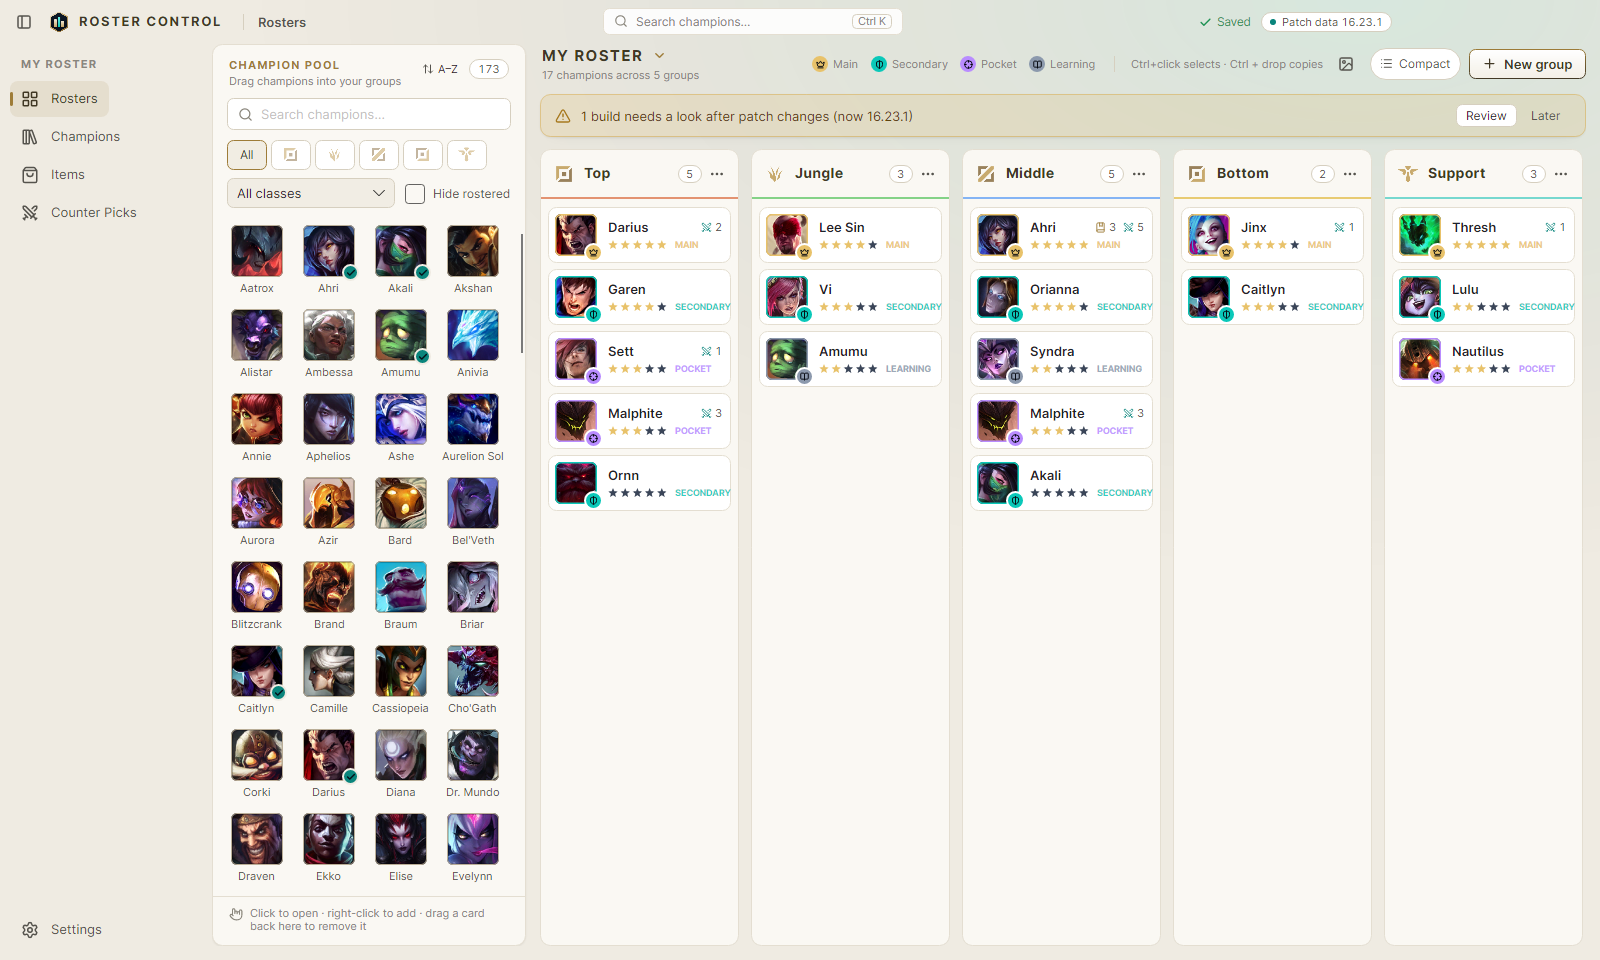 ROSTER CONTROL
Rosters
Search champions...
Ctrl K
Saved
Patch data 16.23.1
MY ROSTER
Rosters
Champions
Items
Counter Picks
Settings
CHAMPION POOL
Drag champions into your groups
A–Z
173
Search champions...
All
All classes
Hide rostered
Aatrox
Ahri
Akali
Akshan
Alistar
Ambessa
Amumu
Anivia
Annie
Aphelios
Ashe
Aurelion Sol
Aurora
Azir
Bard
Bel'Veth
Blitzcrank
Brand
Braum
Briar
Caitlyn
Camille
Cassiopeia
Cho'Gath
Corki
Darius
Diana
Dr. Mundo
Draven
Ekko
Elise
Evelynn
Click to open · right-click to add · drag a card
back here to remove it
MY ROSTER
17 champions across 5 groups
Main
Secondary
Pocket
Learning
Ctrl+click selects · Ctrl + drop copies
Compact
New group
1 build needs a look after patch changes (now 16.23.1)
Review
Later
Top
5
Darius
2
MAIN
Garen
SECONDARY
Sett
1
POCKET
Malphite
3
POCKET
Ornn
SECONDARY
Jungle
3
Lee Sin
MAIN
Vi
SECONDARY
Amumu
LEARNING
Middle
5
Ahri
3
5
MAIN
Orianna
SECONDARY
Syndra
LEARNING
Malphite
3
POCKET
Akali
SECONDARY
Bottom
2
Jinx
1
MAIN
Caitlyn
SECONDARY
Support
3
Thresh
1
MAIN
Lulu
SECONDARY
Nautilus
POCKET